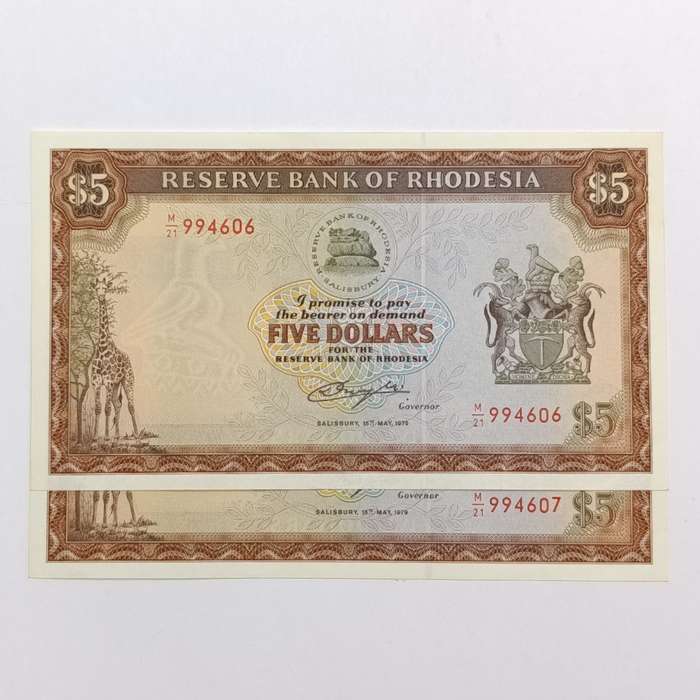 RESERVE BANK OF RHODESIA
$5
$5
M/21 994606
RESERVE BANK OF RHODESIA
SALISBURY
I promise to pay
the bearer on demand
FIVE DOLLARS
FOR THE
RESERVE BANK OF RHODESIA
Governor
M/21 994606
$5
SALISBURY, 15TH MAY, 1979
Governor
M/21 994607
$5
SALISBURY, 15TH MAY, 1979